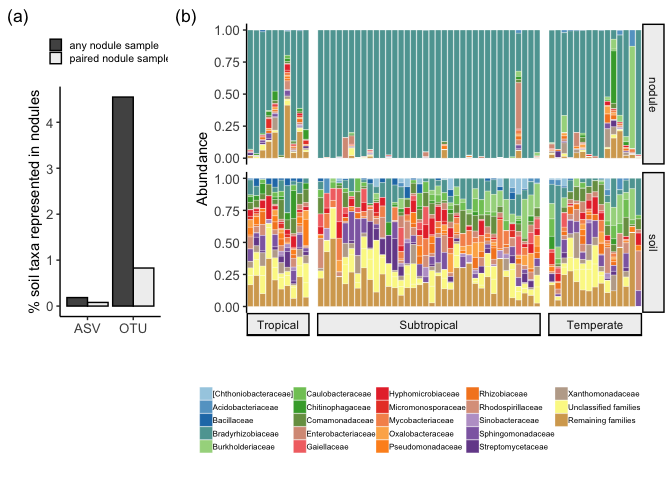 (a)
any nodule sample
paired nodule sample
% soil taxa represented in nodules
4
3
2
1
0
ASV OTU
(b)
Abundance
1.00
0.75
0.50
0.25
0.00
nodule
1.00
0.75
0.50
0.25
0.00
soil
Tropical Subtropical Temperate
[Chthoniobacteraceae] Caulobacteraceae Hyphomicrobiaceae Rhizobiaceae Xanthomonadaceae
Acidobacteriaceae Chitinophagaceae Micromonosporaceae Rhodospirillaceae Unclassified families
Bacillaceae Comamonadaceae Mycobacteriaceae Sinobacteraceae Remaining families
Bradyrhizobiaceae Enterobacteriaceae Oxalobacteraceae Sphingomonadaceae
Burkholderiaceae Gaiellaceae Pseudomonadaceae Streptomycetaceae